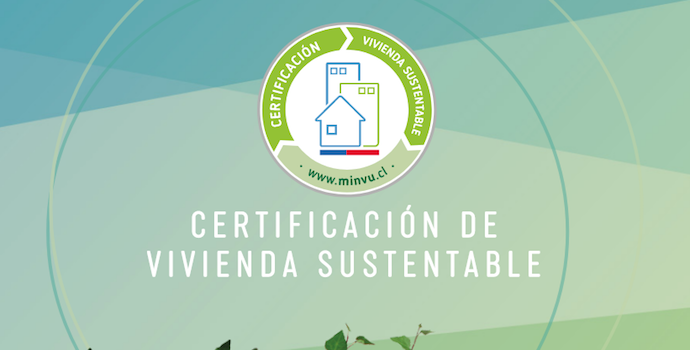 CERTIFICACIÓN
VIVIENDA SUSTENTABLE
· www.minvu.cl ·
CERTIFICACIÓN DE
VIVIENDA SUSTENTABLE